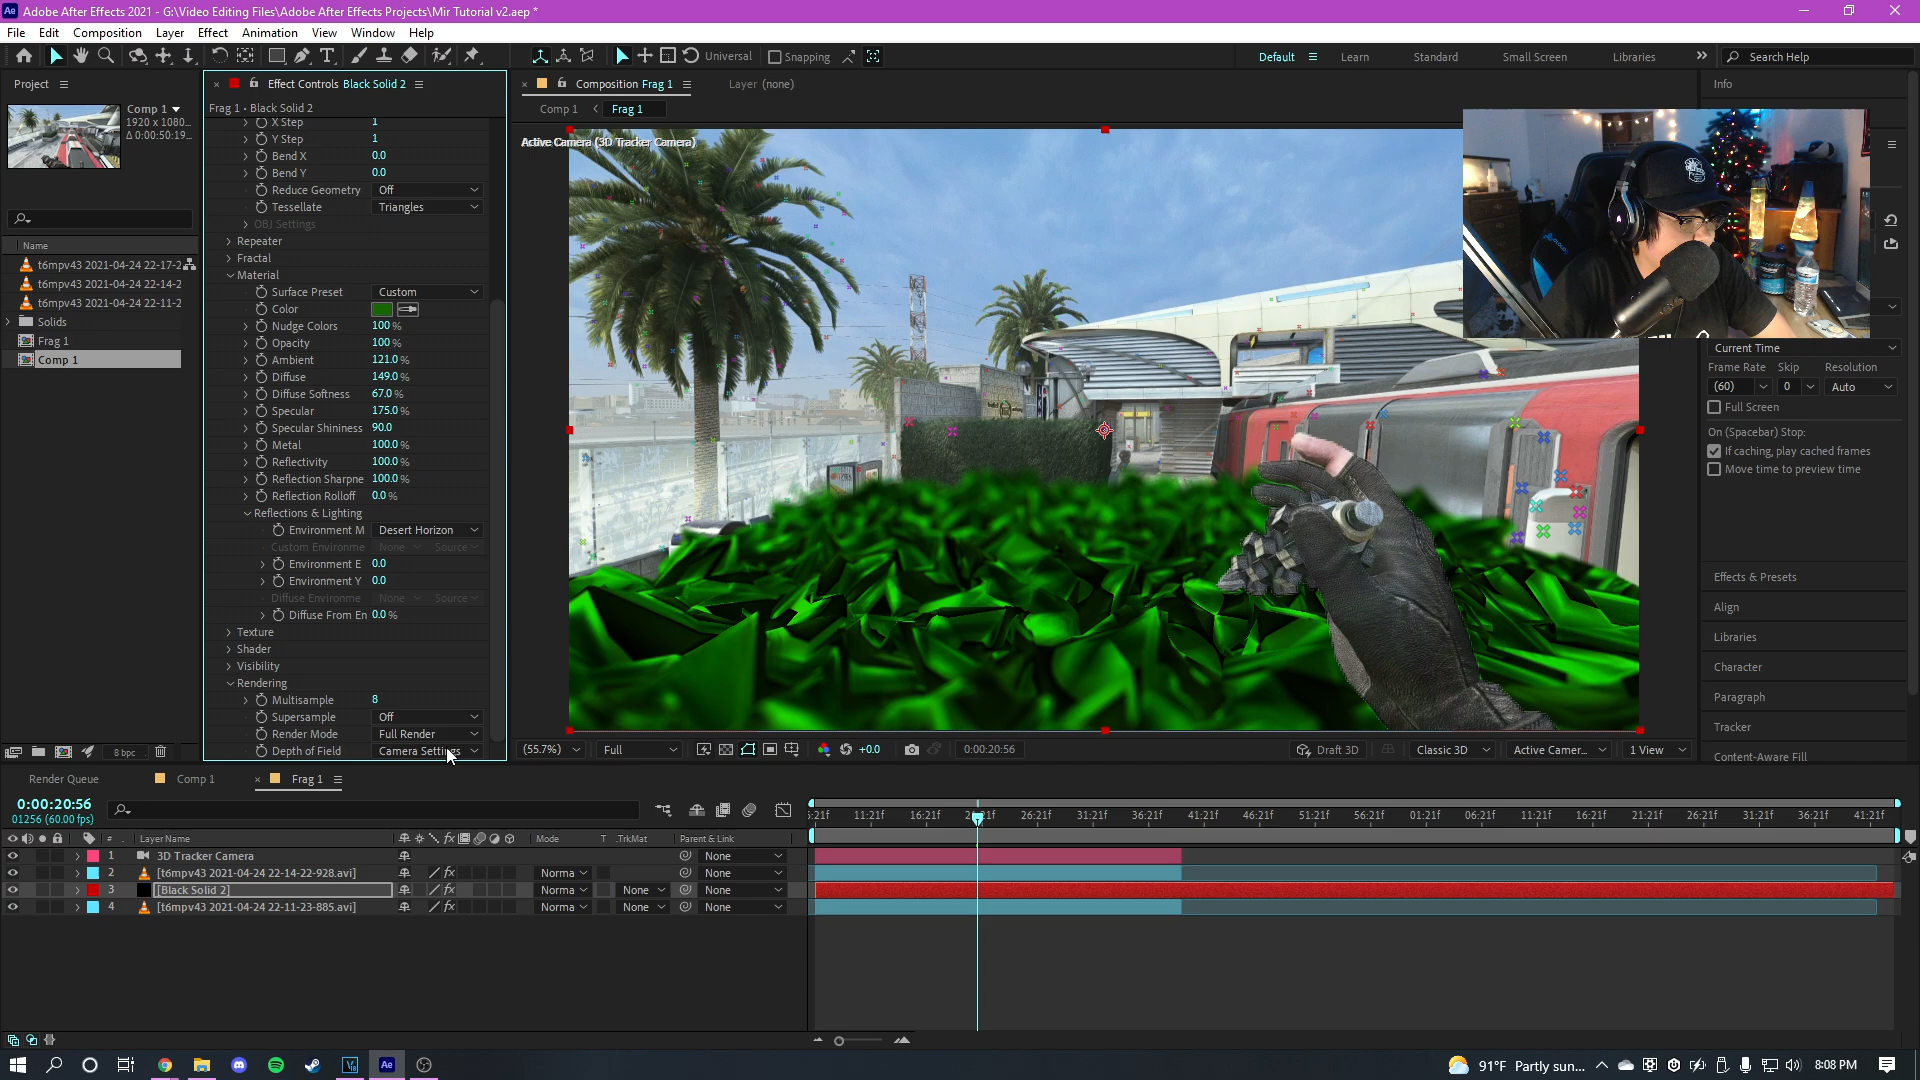 Adobe After Effects 2021 - G:\Video Editing Files\Adobe After Effects Projects\Mir Tutorial v2.aep *
File Edit Composition Layer Effect Animation View Window Help
Universal Snapping Default Learn Standard Small Screen Libraries Search Help
Project
Effect Controls Black Solid 2
Composition Frag 1
Layer (none)
Info
Comp 1
1920 x 1080...
Δ 0:00:50:19...
Frag 1 • Black Solid 2
Comp 1 Frag 1
Active Camera (3D Tracker Camera)
Name
t6mpv43 2021-04-24 22-17-2
t6mpv43 2021-04-24 22-14-2
t6mpv43 2021-04-24 22-11-2
Solids
Frag 1
Comp 1
8 bpc
X Step 1
Y Step 1
Bend X 0.0
Bend Y 0.0
Reduce Geometry Off
Tessellate Triangles
OBJ Settings
Repeater
Fractal
Material
Surface Preset Custom
Color
Nudge Colors 100 %
Opacity 100 %
Ambient 121.0 %
Diffuse 149.0 %
Diffuse Softness 67.0 %
Specular 175.0 %
Specular Shininess 90.0
Metal 100.0 %
Reflectivity 100.0 %
Reflection Sharpne 100.0 %
Reflection Rolloff 0.0 %
Reflections & Lighting
Environment M Desert Horizon
Custom Environme None Source
Environment E 0.0
Environment Y 0.0
Diffuse Environme None Source
Diffuse From En 0.0 %
Texture
Shader
Visibility
Rendering
Multisample 8
Supersample Off
Render Mode Full Render
Depth of Field Camera Settings
Current Time
Frame Rate Skip Resolution
(60) 0 Auto
Full Screen
On (Spacebar) Stop:
If caching, play cached frames
Move time to preview time
Effects & Presets
Align
Libraries
Character
Paragraph
Tracker
Content-Aware Fill
(55.7%) Full +0.0 0:00:20:56 Draft 3D Classic 3D Active Camer... 1 View
Render Queue Comp 1 Frag 1
0:00:20:56
01256 (60.00 fps)
:21f 11:21f 16:21f 21:21f 26:21f 31:21f 36:21f 41:21f 46:21f 51:21f 56:21f 01:21f 06:21f 11:21f 16:21f 21:21f 26:21f 31:21f 36:21f 41:21f
# Layer Name Mode T .TrkMat Parent & Link
1 3D Tracker Camera None
2 [t6mpv43 2021-04-24 22-14-22-928.avi] Norma None
3 [Black Solid 2] Norma None None
4 [t6mpv43 2021-04-24 22-11-23-885.avi] Norma None None
91°F Partly sun... 8:08 PM